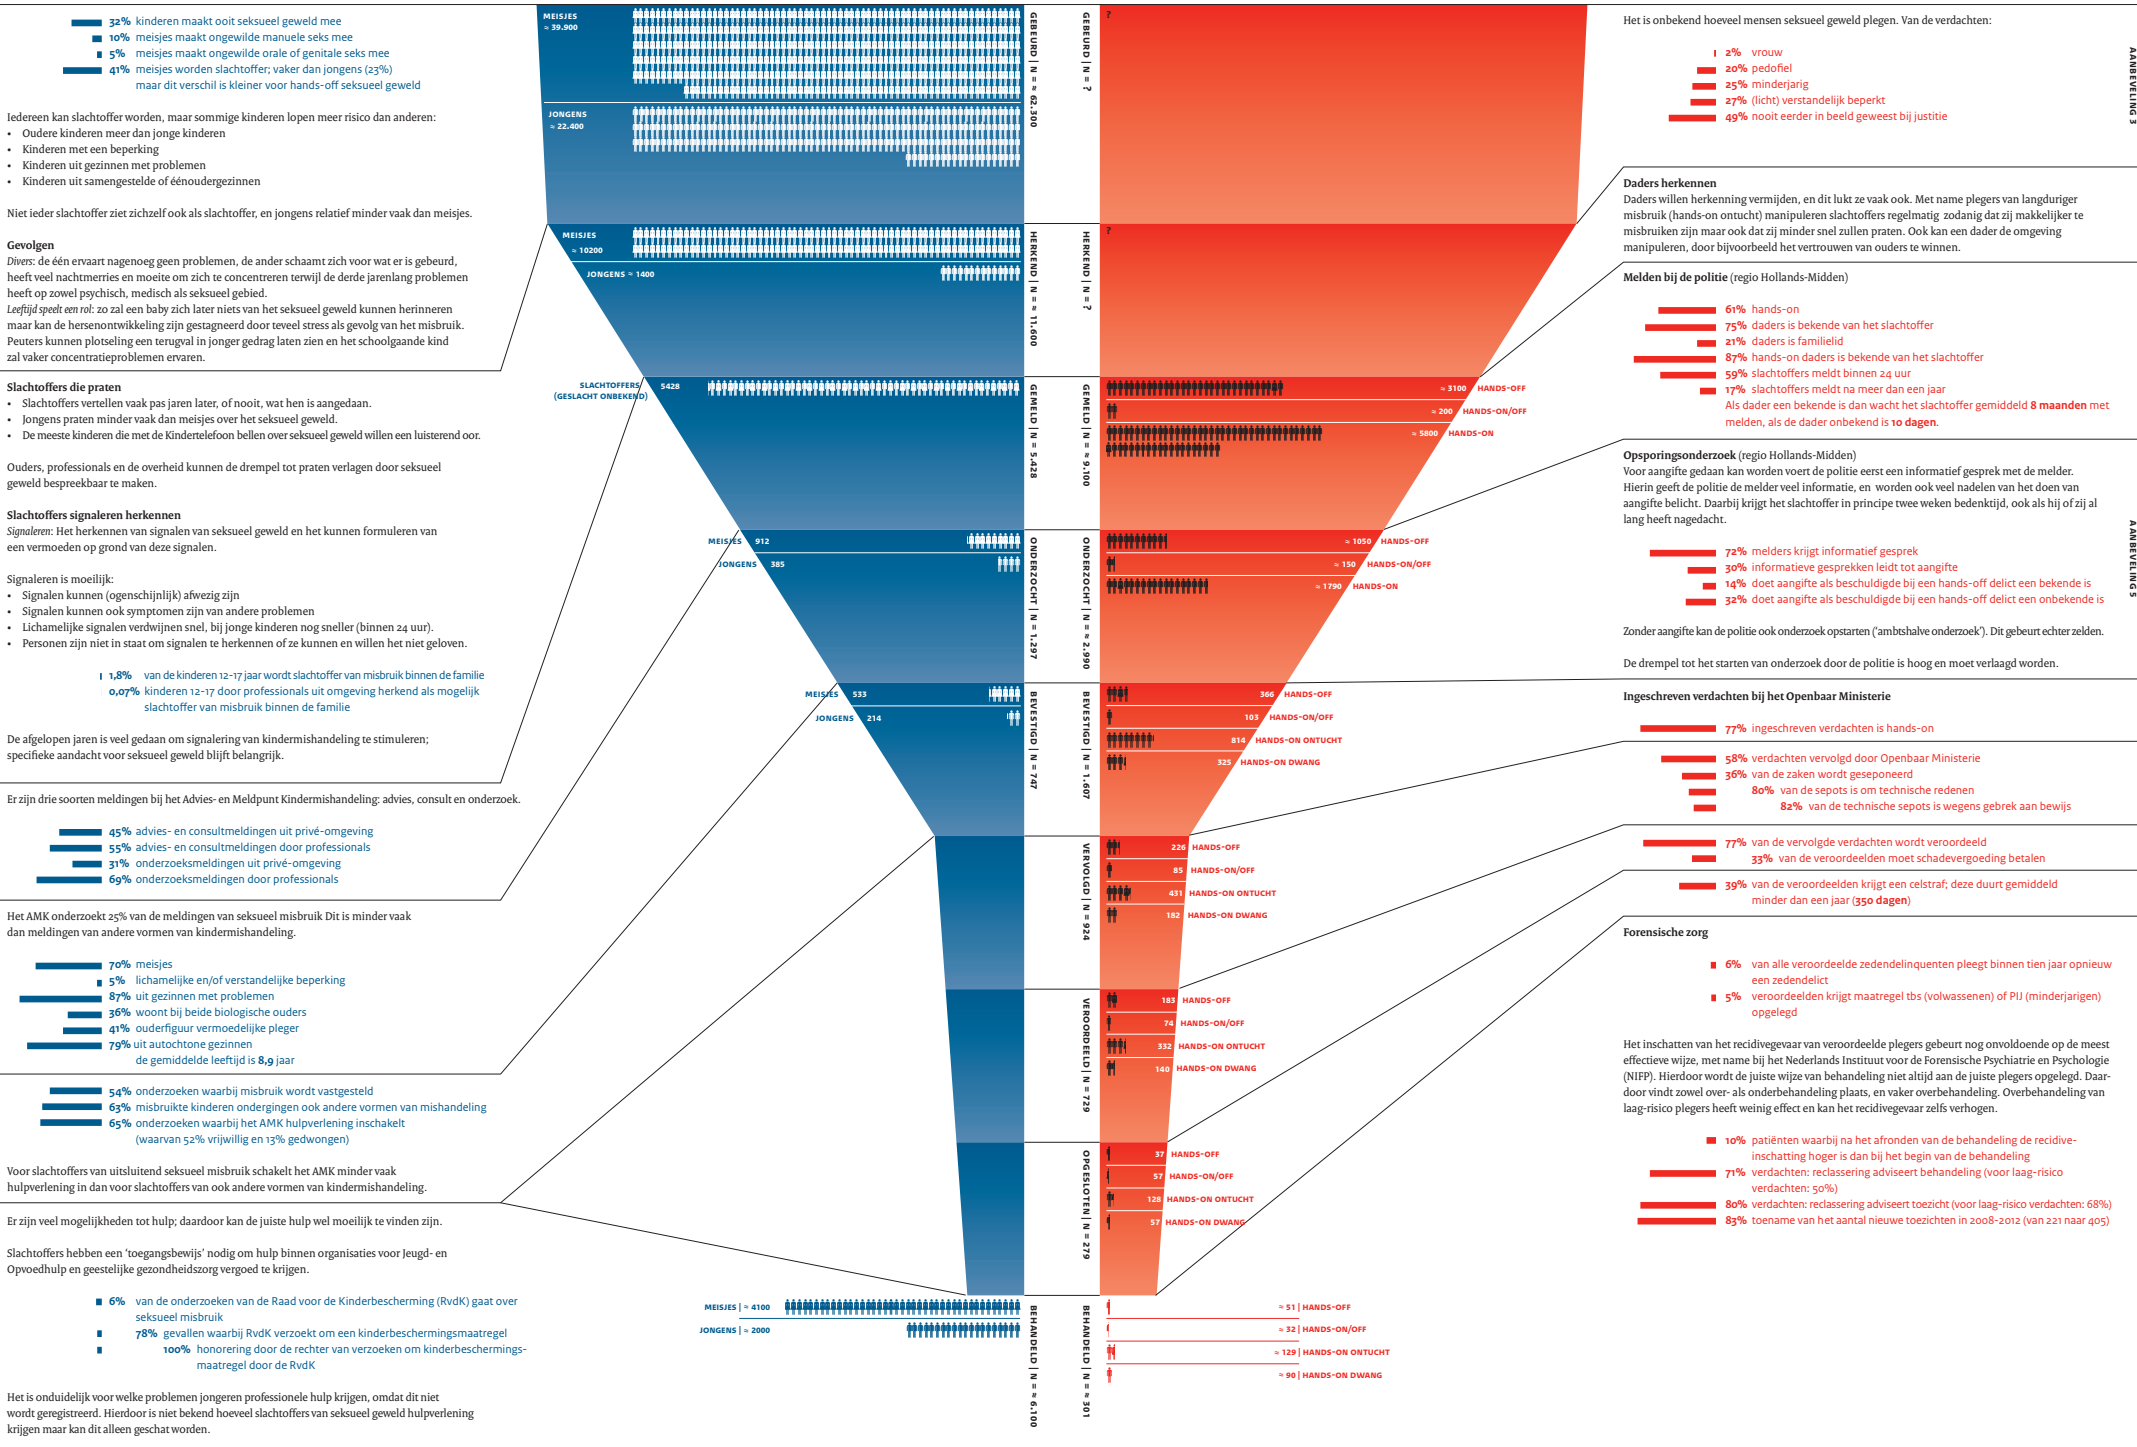 32% kinderen maakt ooit seksueel geweld mee
10% meisjes maakt ongewilde manuele seks mee
5% meisjes maakt ongewilde orale of genitale seks mee
41% meisjes worden slachtoffer; vaker dan jongens (23%)
maar dit verschil is kleiner voor hands-off seksueel geweld
Iedereen kan slachtoffer worden, maar sommige kinderen lopen meer risico dan anderen:
• Oudere kinderen meer dan jonge kinderen
• Kinderen met een beperking
• Kinderen uit gezinnen met problemen
• Kinderen uit samengestelde of éénoudergezinnen
Niet ieder slachtoffer ziet zichzelf ook als slachtoffer, en jongens relatief minder vaak dan meisjes.
Gevolgen
Divers: de één ervaart nagenoeg geen problemen, de ander schaamt zich voor wat er is gebeurd,
heeft veel nachtmerries en moeite om zich te concentreren terwijl de derde jarenlang problemen
heeft op zowel psychisch, medisch als seksueel gebied.
Leeftijd speelt een rol: zo zal een baby zich later niets van het seksueel geweld kunnen herinneren
maar kan de hersenontwikkeling zijn gestagneerd door teveel stress als gevolg van het misbruik.
Peuters kunnen plotseling een terugval in jonger gedrag laten zien en het schoolgaande kind
zal vaker concentratieproblemen ervaren.
Slachtoffers die praten
• Slachtoffers vertellen vaak pas jaren later, of nooit, wat hen is aangedaan.
• Jongens praten minder vaak dan meisjes over het seksueel geweld.
• De meeste kinderen die met de Kindertelefoon bellen over seksueel geweld willen een luisterend oor.
Ouders, professionals en de overheid kunnen de drempel tot praten verlagen door seksueel
geweld bespreekbaar te maken.
Slachtoffers signaleren herkennen
Signaleren: Het herkennen van signalen van seksueel geweld en het kunnen formuleren van
een vermoeden op grond van deze signalen.
Signaleren is moeilijk:
• Signalen kunnen (ogenschijnlijk) afwezig zijn
• Signalen kunnen ook symptomen zijn van andere problemen
• Lichamelijke signalen verdwijnen snel, bij jonge kinderen nog sneller (binnen 24 uur).
• Personen zijn niet in staat om signalen te herkennen of ze kunnen en willen het niet geloven.
1,8% van de kinderen 12-17 jaar wordt slachtoffer van misbruik binnen de familie
0,07% kinderen 12-17 door professionals uit omgeving herkend als mogelijk
slachtoffer van misbruik binnen de familie
De afgelopen jaren is veel gedaan om signalering van kindermishandeling te stimuleren;
specifieke aandacht voor seksueel geweld blijft belangrijk.
Er zijn drie soorten meldingen bij het Advies- en Meldpunt Kindermishandeling: advies, consult en onderzoek.
45% advies- en consultmeldingen uit privé-omgeving
55% advies- en consultmeldingen door professionals
31% onderzoeksmeldingen uit privé-omgeving
69% onderzoeksmeldingen door professionals
Het AMK onderzoekt 25% van de meldingen van seksueel misbruik Dit is minder vaak
dan meldingen van andere vormen van kindermishandeling.
70% meisjes
5% lichamelijke en/of verstandelijke beperking
87% uit gezinnen met problemen
36% woont bij beide biologische ouders
41% ouderfiguur vermoedelijke pleger
79% uit autochtone gezinnen
de gemiddelde leeftijd is 8,9 jaar
54% onderzoeken waarbij misbruik wordt vastgesteld
63% misbruikte kinderen ondergingen ook andere vormen van mishandeling
65% onderzoeken waarbij het AMK hulpverlening inschakelt
(waarvan 52% vrijwillig en 13% gedwongen)
Voor slachtoffers van uitsluitend seksueel misbruik schakelt het AMK minder vaak
hulpverlening in dan voor slachtoffers van ook andere vormen van kindermishandeling.
Er zijn veel mogelijkheden tot hulp; daardoor kan de juiste hulp wel moeilijk te vinden zijn.
Slachtoffers hebben een 'toegangsbewijs' nodig om hulp binnen organisaties voor Jeugd- en
Opvoedhulp en geestelijke gezondheidszorg vergoed te krijgen.
6% van de onderzoeken van de Raad voor de Kinderbescherming (RvdK) gaat over
seksueel misbruik
78% gevallen waarbij RvdK verzoekt om een kinderbeschermingsmaatregel
100% honorering door de rechter van verzoeken om kinderbeschermings-
maatregel door de RvdK
Het is onduidelijk voor welke problemen jongeren professionele hulp krijgen, omdat dit niet
wordt geregistreerd. Hierdoor is niet bekend hoeveel slachtoffers van seksueel geweld hulpverlening
krijgen maar kan dit alleen geschat worden.
MEISJES
≈ 39.900
JONGENS
≈ 22.400
GEBEURD | N = ≈ 62.300
MEISJES
≈ 10200
JONGENS ≈ 1400
HERKEND | N = ≈ 11.600
SLACHTOFFERS
(GESLACHT ONBEKEND)
5428
GEMELD | N = 5.428
MEISJES 912
JONGENS 385
ONDERZOCHT | N = 1.297
MEISJES 533
JONGENS 214
BEVESTIGD | N = 747
MEISJES | ≈ 4100
JONGENS | ≈ 2000
BEHANDELD | N = ≈ 6.100
GEBEURD | N = ?
?
HERKEND | N = ?
?
GEMELD | N = ≈ 9.100
≈ 3100 HANDS-OFF
≈ 200 HANDS-ON/OFF
≈ 5800 HANDS-ON
ONDERZOCHT | N = ≈ 2.990
≈ 1050 HANDS-OFF
≈ 150 HANDS-ON/OFF
≈ 1790 HANDS-ON
BEVESTIGD | N = 1.607
366 HANDS-OFF
103 HANDS-ON/OFF
814 HANDS-ON ONTUCHT
325 HANDS-ON DWANG
VERVOLGD | N = 924
226 HANDS-OFF
85 HANDS-ON/OFF
431 HANDS-ON ONTUCHT
182 HANDS-ON DWANG
VEROORDEELD | N = 729
183 HANDS-OFF
74 HANDS-ON/OFF
332 HANDS-ON ONTUCHT
140 HANDS-ON DWANG
OPGESLOTEN | N = 279
37 HANDS-OFF
57 HANDS-ON/OFF
128 HANDS-ON ONTUCHT
57 HANDS-ON DWANG
BEHANDELD | N = ≈ 301
≈ 51 | HANDS-OFF
≈ 32 | HANDS-ON/OFF
≈ 129 | HANDS-ON ONTUCHT
≈ 90 | HANDS-ON DWANG
Het is onbekend hoeveel mensen seksueel geweld plegen. Van de verdachten:
2% vrouw
20% pedofiel
25% minderjarig
27% (licht) verstandelijk beperkt
49% nooit eerder in beeld geweest bij justitie
AANBEVELING 3
Daders herkennen
Daders willen herkenning vermijden, en dit lukt ze vaak ook. Met name plegers van langduriger
misbruik (hands-on ontucht) manipuleren slachtoffers regelmatig zodanig dat zij makkelijker te
misbruiken zijn maar ook dat zij minder snel zullen praten. Ook kan een dader de omgeving
manipuleren, door bijvoorbeeld het vertrouwen van ouders te winnen.
Melden bij de politie (regio Hollands-Midden)
61% hands-on
75% daders is bekende van het slachtoffer
21% daders is familielid
87% hands-on daders is bekende van het slachtoffer
59% slachtoffers meldt binnen 24 uur
17% slachtoffers meldt na meer dan een jaar
Als dader een bekende is dan wacht het slachtoffer gemiddeld 8 maanden met
melden, als de dader onbekend is 10 dagen.
Opsporingsonderzoek (regio Hollands-Midden)
Voor aangifte gedaan kan worden voert de politie eerst een informatief gesprek met de melder.
Hierin geeft de politie de melder veel informatie, en worden ook veel nadelen van het doen van
aangifte belicht. Daarbij krijgt het slachtoffer in principe twee weken bedenktijd, ook als hij of zij al
lang heeft nagedacht.
AANBEVELING 5
72% melders krijgt informatief gesprek
30% informatieve gesprekken leidt tot aangifte
14% doet aangifte als beschuldigde bij een hands-off delict een bekende is
32% doet aangifte als beschuldigde bij een hands-off delict een onbekende is
Zonder aangifte kan de politie ook onderzoek opstarten ('ambtshalve onderzoek'). Dit gebeurt echter zelden.
De drempel tot het starten van onderzoek door de politie is hoog en moet verlaagd worden.
Ingeschreven verdachten bij het Openbaar Ministerie
77% ingeschreven verdachten is hands-on
58% verdachten vervolgd door Openbaar Ministerie
36% van de zaken wordt geseponeerd
80% van de sepots is om technische redenen
82% van de technische sepots is wegens gebrek aan bewijs
77% van de vervolgde verdachten wordt veroordeeld
33% van de veroordeelden moet schadevergoeding betalen
39% van de veroordeelden krijgt een celstraf; deze duurt gemiddeld
minder dan een jaar (350 dagen)
Forensische zorg
6% van alle veroordeelde zedendelinquenten pleegt binnen tien jaar opnieuw
een zedendelict
5% veroordeelden krijgt maatregel tbs (volwassenen) of PIJ (minderjarigen)
opgelegd
Het inschatten van het recidivegevaar van veroordeelde plegers gebeurt nog onvoldoende op de meest
effectieve wijze, met name bij het Nederlands Instituut voor de Forensische Psychiatrie en Psychologie
(NIFP). Hierdoor wordt de juiste wijze van behandeling niet altijd aan de juiste plegers opgelegd. Daar-
door vindt zowel over- als onderbehandeling plaats, en vaker overbehandeling. Overbehandeling van
laag-risico plegers heeft weinig effect en kan het recidivegevaar zelfs verhogen.
10% patiënten waarbij na het afronden van de behandeling de recidive-
inschatting hoger is dan bij het begin van de behandeling
71% verdachten: reclassering adviseert behandeling (voor laag-risico
verdachten: 50%)
80% verdachten: reclassering adviseert toezicht (voor laag-risico verdachten: 68%)
83% toename van het aantal nieuwe toezichten in 2008-2012 (van 221 naar 405)